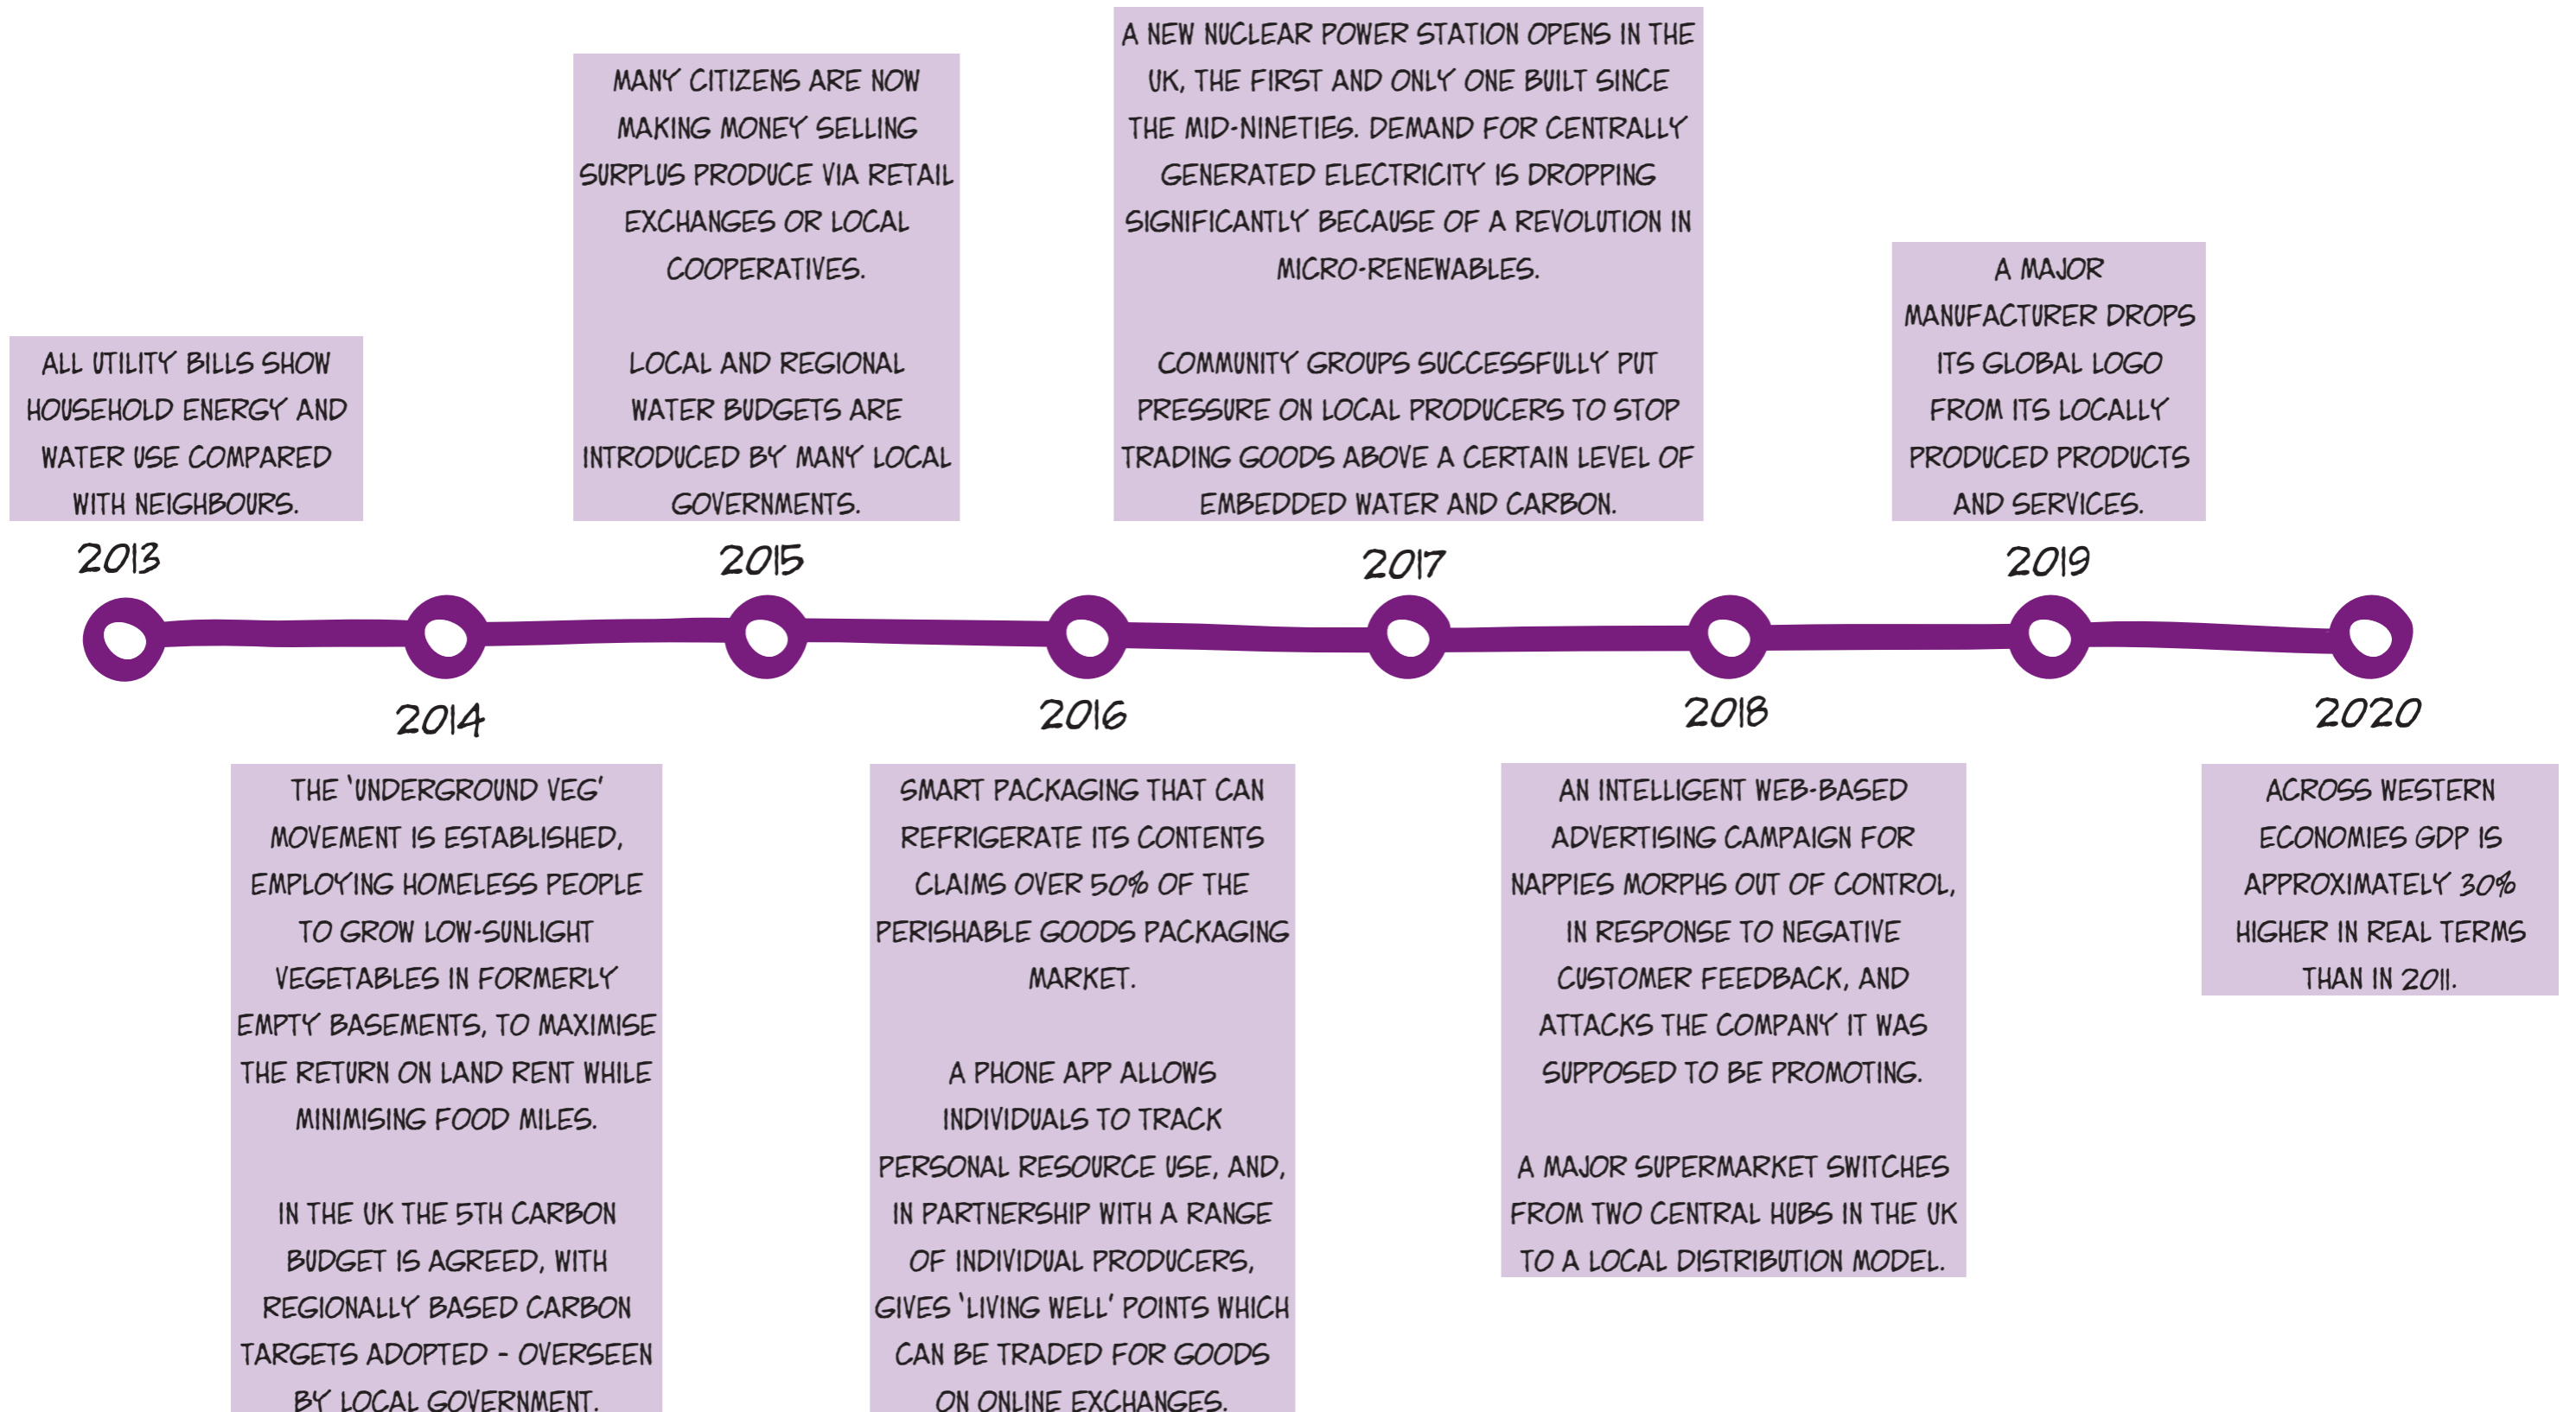 ALL UTILITY BILLS SHOW
HOUSEHOLD ENERGY AND
WATER USE COMPARED
WITH NEIGHBOURS.
2013
THE ‘UNDERGROUND VEG’
MOVEMENT IS ESTABLISHED,
EMPLOYING HOMELESS PEOPLE
TO GROW LOW-SUNLIGHT
VEGETABLES IN FORMERLY
EMPTY BASEMENTS, TO MAXIMISE
THE RETURN ON LAND RENT WHILE
MINIMISING FOOD MILES.
IN THE UK THE 5TH CARBON
BUDGET IS AGREED, WITH
REGIONALLY BASED CARBON
TARGETS ADOPTED - OVERSEEN
BY LOCAL GOVERNMENT.
2014
MANY CITIZENS ARE NOW
MAKING MONEY SELLING
SURPLUS PRODUCE VIA RETAIL
EXCHANGES OR LOCAL
COOPERATIVES.
LOCAL AND REGIONAL
WATER BUDGETS ARE
INTRODUCED BY MANY LOCAL
GOVERNMENTS.
2015
2016
SMART PACKAGING THAT CAN
REFRIGERATE ITS CONTENTS
CLAIMS OVER 50% OF THE
PERISHABLE GOODS PACKAGING
MARKET.
A PHONE APP ALLOWS
INDIVIDUALS TO TRACK
PERSONAL RESOURCE USE, AND,
IN PARTNERSHIP WITH A RANGE
OF INDIVIDUAL PRODUCERS,
GIVES ‘LIVING WELL’ POINTS WHICH
CAN BE TRADED FOR GOODS
ON ONLINE EXCHANGES.
A NEW NUCLEAR POWER STATION OPENS IN THE
UK, THE FIRST AND ONLY ONE BUILT SINCE
THE MID-NINETIES. DEMAND FOR CENTRALLY
GENERATED ELECTRICITY IS DROPPING
SIGNIFICANTLY BECAUSE OF A REVOLUTION IN
MICRO-RENEWABLES.
COMMUNITY GROUPS SUCCESSFULLY PUT
PRESSURE ON LOCAL PRODUCERS TO STOP
TRADING GOODS ABOVE A CERTAIN LEVEL OF
EMBEDDED WATER AND CARBON.
2017
2018
AN INTELLIGENT WEB-BASED
ADVERTISING CAMPAIGN FOR
NAPPIES MORPHS OUT OF CONTROL,
IN RESPONSE TO NEGATIVE
CUSTOMER FEEDBACK, AND
ATTACKS THE COMPANY IT WAS
SUPPOSED TO BE PROMOTING.
A MAJOR SUPERMARKET SWITCHES
FROM TWO CENTRAL HUBS IN THE UK
TO A LOCAL DISTRIBUTION MODEL.
A MAJOR
MANUFACTURER DROPS
ITS GLOBAL LOGO
FROM ITS LOCALLY
PRODUCED PRODUCTS
AND SERVICES.
2019
2020
ACROSS WESTERN
ECONOMIES GDP IS
APPROXIMATELY 30%
HIGHER IN REAL TERMS
THAN IN 2011.